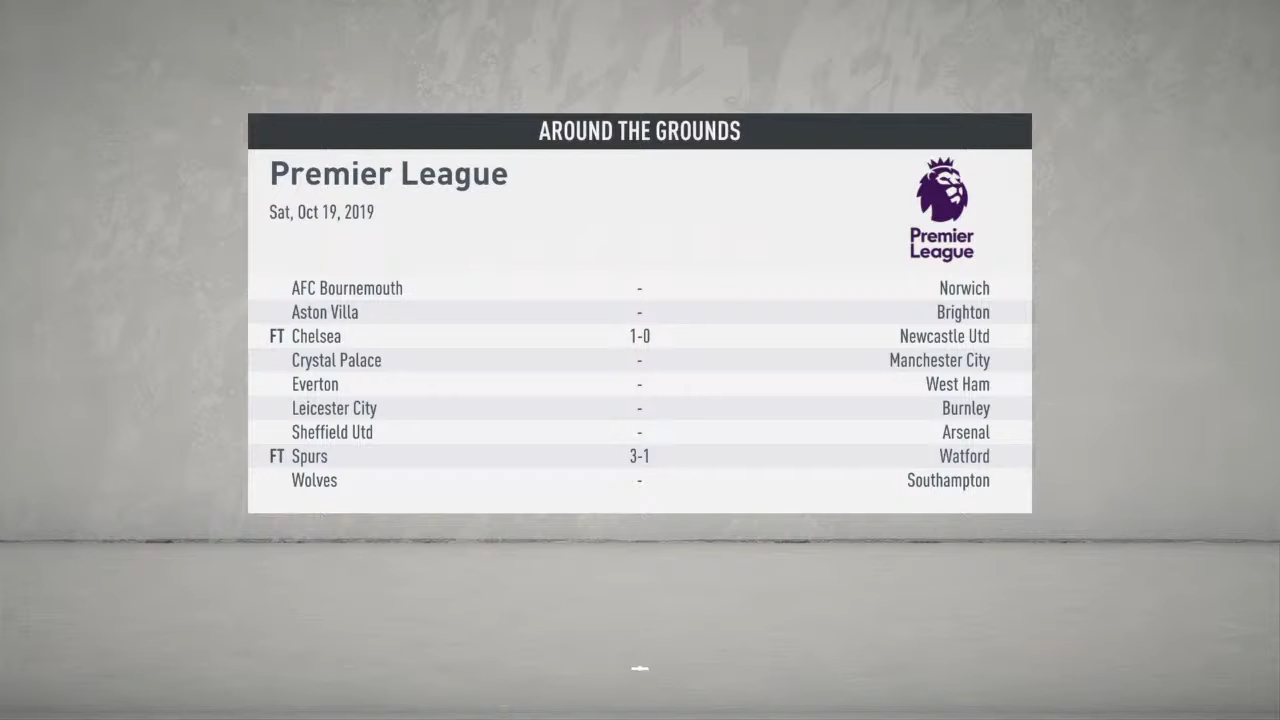 AROUND THE GROUNDS
Premier League
Sat, Oct 19, 2019
Premier
League
AFC Bournemouth - Norwich
Aston Villa - Brighton
FT Chelsea 1-0 Newcastle Utd
Crystal Palace - Manchester City
Everton - West Ham
Leicester City - Burnley
Sheffield Utd - Arsenal
FT Spurs 3-1 Watford
Wolves - Southampton